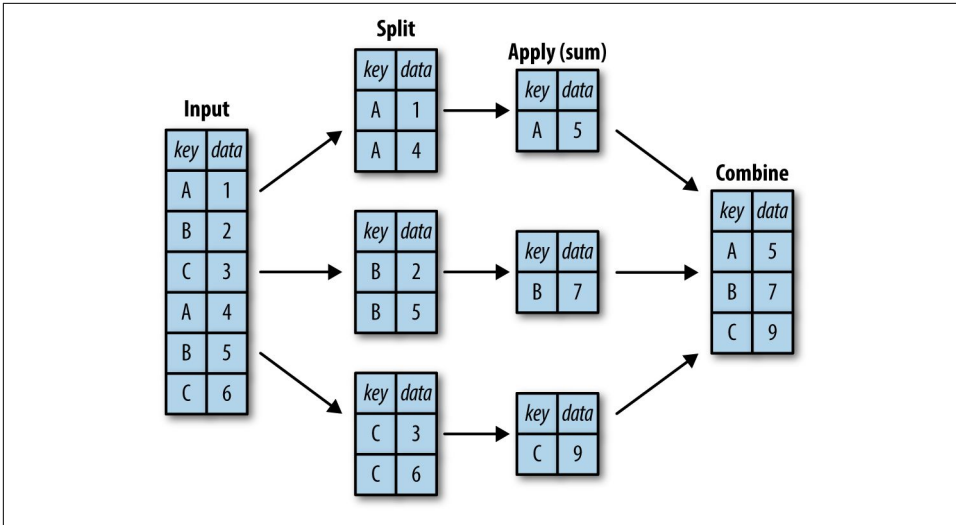 Input
key data
A 1
B 2
C 3
A 4
B 5
C 6
Split
key data
A 1
A 4
key data
B 2
B 5
key data
C 3
C 6
Apply (sum)
key data
A 5
key data
B 7
key data
C 9
Combine
key data
A 5
B 7
C 9